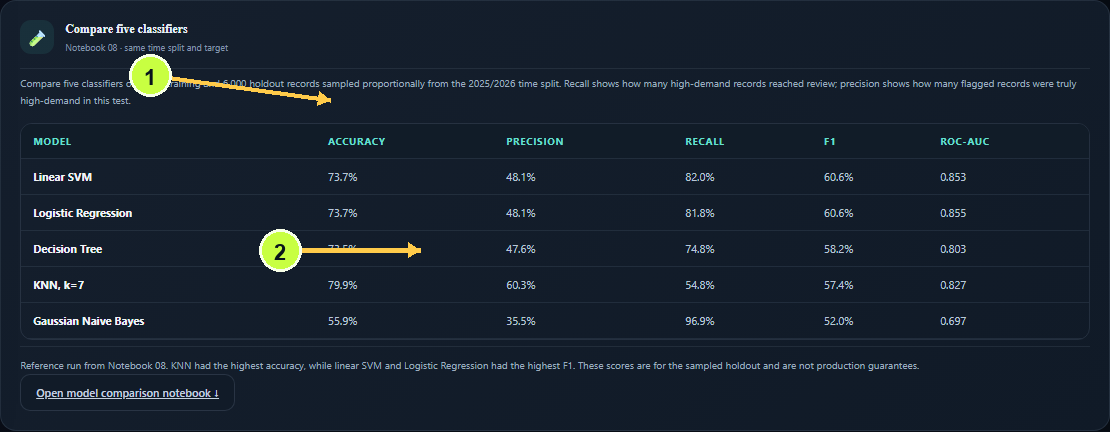 Compare five classifiers
Notebook 08 · same time split and target
1
Compare five classifiers training 6,000 holdout records sampled proportionally from the 2025/2026 time split. Recall shows how many high-demand records reached review; precision shows how many flagged records were truly
high-demand in this test.
MODEL ACCURACY PRECISION RECALL F1 ROC-AUC
Linear SVM 73.7% 48.1% 82.0% 60.6% 0.853
Logistic Regression 73.7% 48.1% 81.8% 60.6% 0.855
Decision Tree 2 47.6% 74.8% 58.2% 0.803
KNN, k=7 79.9% 60.3% 54.8% 57.4% 0.827
Gaussian Naive Bayes 55.9% 35.5% 96.9% 52.0% 0.697
Reference run from Notebook 08. KNN had the highest accuracy, while linear SVM and Logistic Regression had the highest F1. These scores are for the sampled holdout and are not production guarantees.
Open model comparison notebook ↓